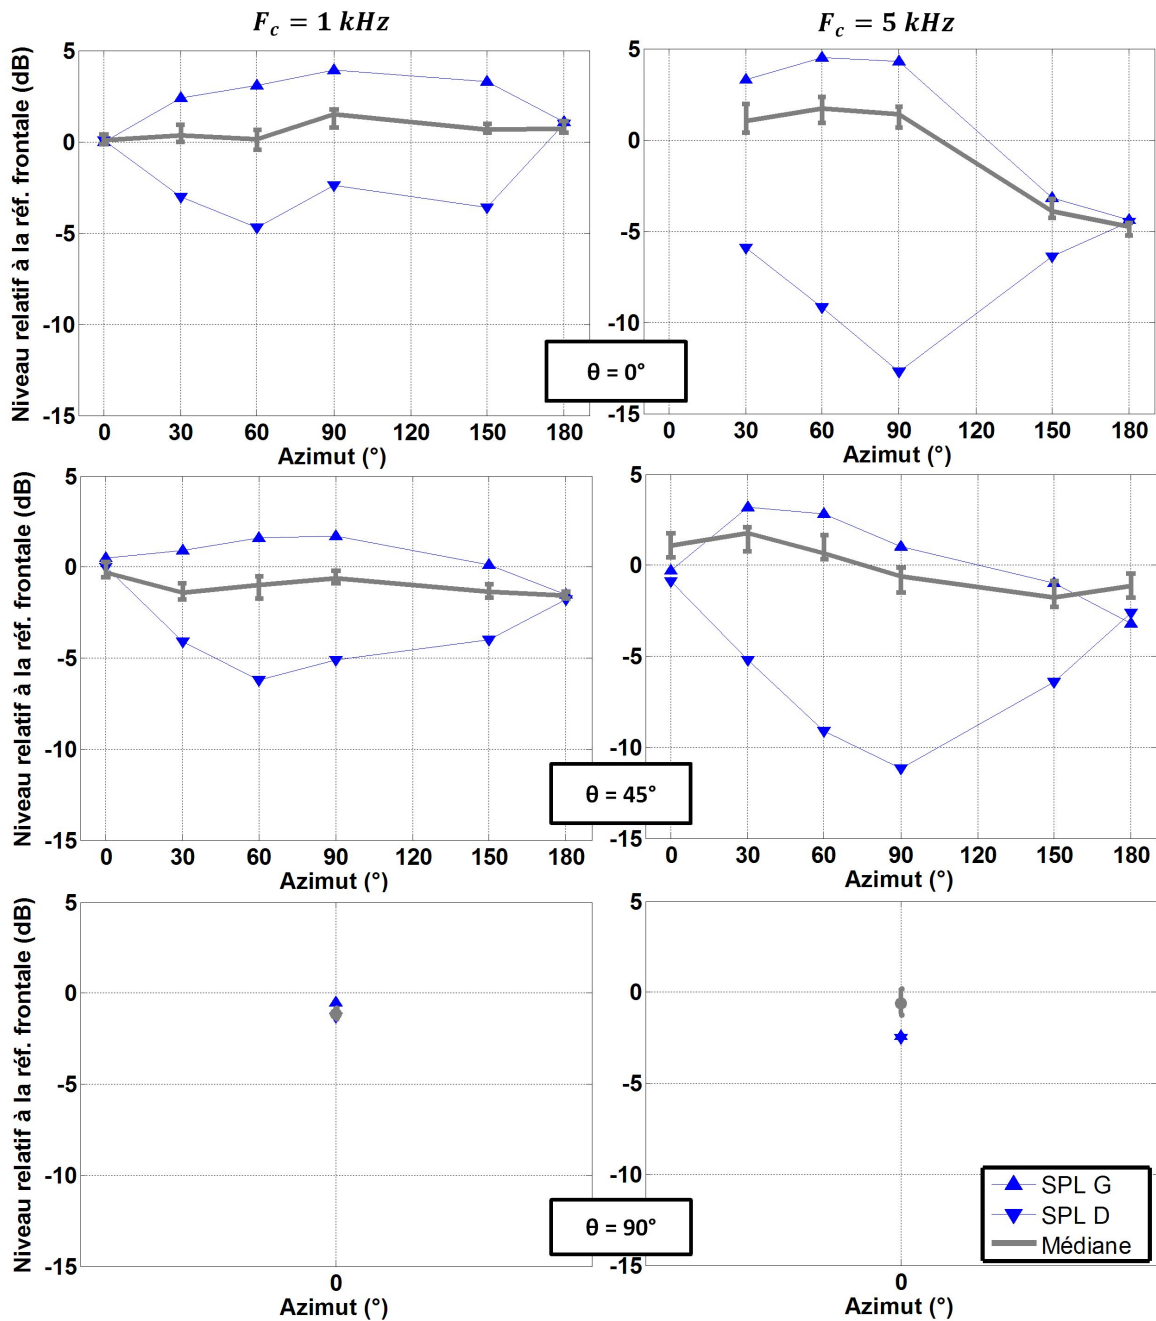 F_c = 1 kHz
F_c = 5 kHz
Niveau relatif à la réf. frontale (dB)
5
0
-5
-10
-15
0 30 60 90 120 150 180
Azimut (°)
5
0
-5
-10
-15
0 30 60 90 120 150 180
Azimut (°)
θ = 0°
Niveau relatif à la réf. frontale (dB)
5
0
-5
-10
-15
0 30 60 90 120 150 180
Azimut (°)
5
0
-5
-10
-15
0 30 60 90 120 150 180
Azimut (°)
θ = 45°
Niveau relatif à la réf. frontale (dB)
5
0
-5
-10
-15
0
Azimut (°)
5
0
-5
-10
-15
0
Azimut (°)
θ = 90°
SPL G
SPL D
Médiane